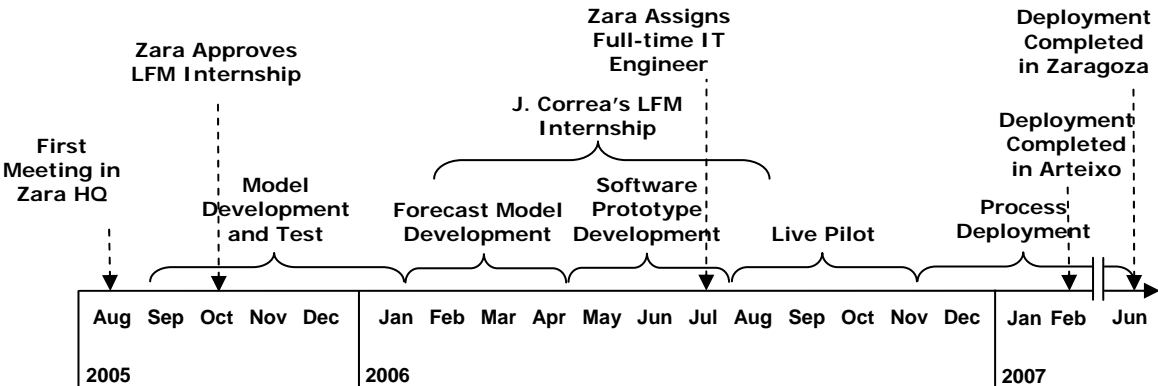 Zara Approves
LFM Internship
Zara Assigns
Full-time IT
Engineer
Deployment
Completed
in Zaragoza
J. Correa's LFM
Internship
First
Meeting in
Zara HQ
Deployment
Completed
in Arteixo
Model
Development
and Test
Forecast Model
Development
Software
Prototype
Development
Live Pilot
Process
Deployment
Aug Sep Oct Nov Dec Jan Feb Mar Apr May Jun Jul Aug Sep Oct Nov Dec Jan Feb Jun
2005 2006 2007